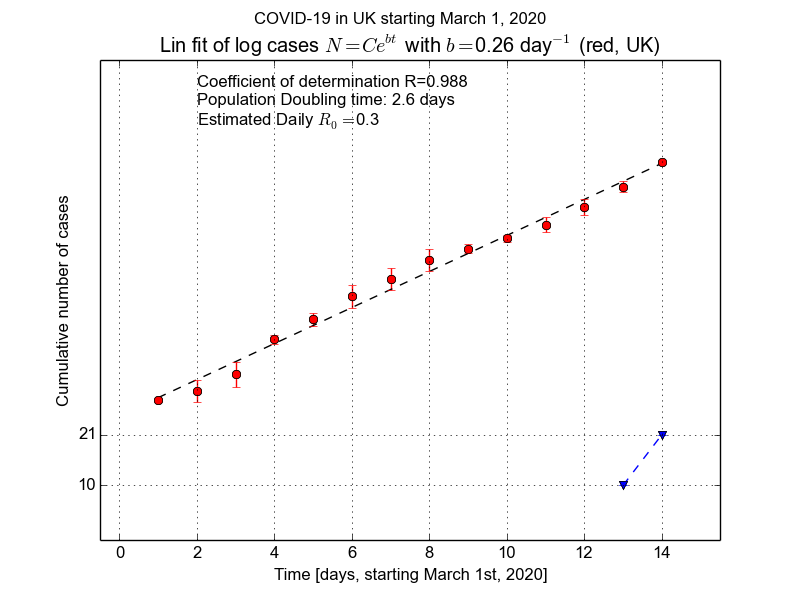 COVID-19 in UK starting March 1, 2020
Lin fit of log cases $N = Ce^{bt}$ with $b = $0.26 day$^{-1}$ (red, UK)
Coefficient of determination R=0.988
Population Doubling time: 2.6 days
Estimated Daily $R_0 = $0.3
Cumulative number of cases
21
10
0 2 4 6 8 10 12 14
Time [days, starting March 1st, 2020]